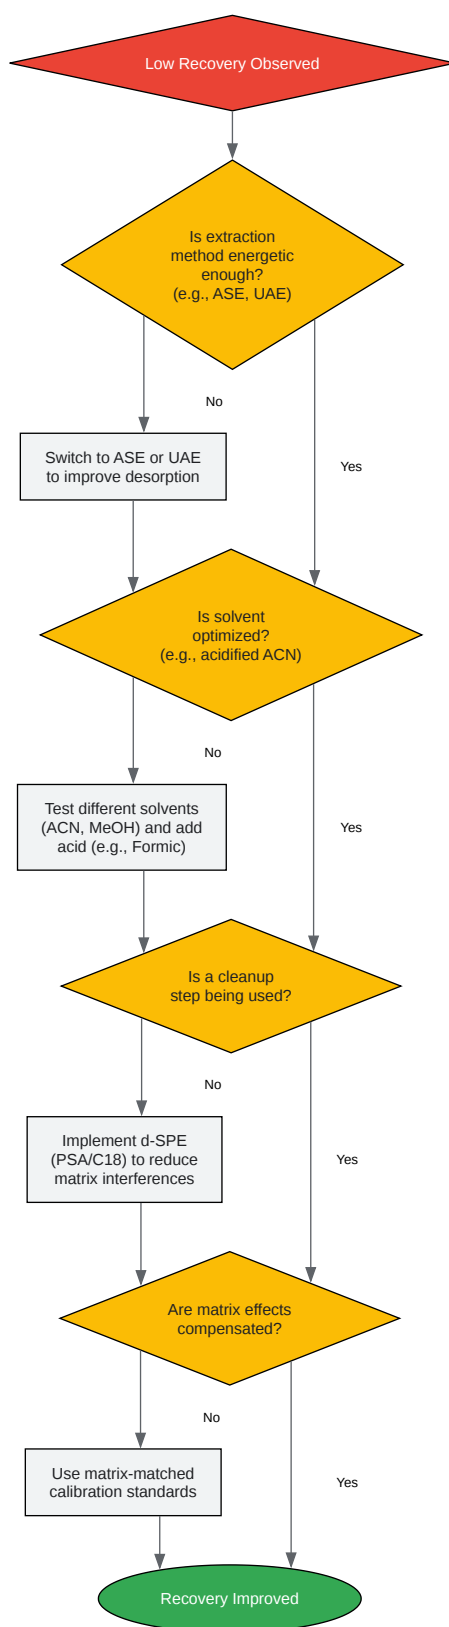 Low Recovery Observed
Is extraction
method energetic
enough?
(e.g., ASE, UAE)
No
Switch to ASE or UAE
to improve desorption
Yes
Is solvent
optimized?
(e.g., acidified ACN)
No
Test different solvents
(ACN, MeOH) and add
acid (e.g., Formic)
Yes
Is a cleanup
step being used?
No
Implement d-SPE
(PSA/C18) to reduce
matrix interferences
Yes
Are matrix effects
compensated?
No
Use matrix-matched
calibration standards
Yes
Recovery Improved